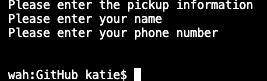 Please enter the pickup information
Please enter your name
Please enter your phone number
wah:GitHub katie$